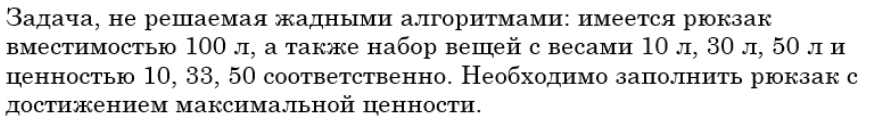 Задача, не решаемая жадными алгоритмами: имеется рюкзак
вместимостью 100 л, а также набор вещей с весами 10 л, 30 л, 50 л и
ценностью 10, 33, 50 соответственно. Необходимо заполнить рюкзак с
достижением максимальной ценности.